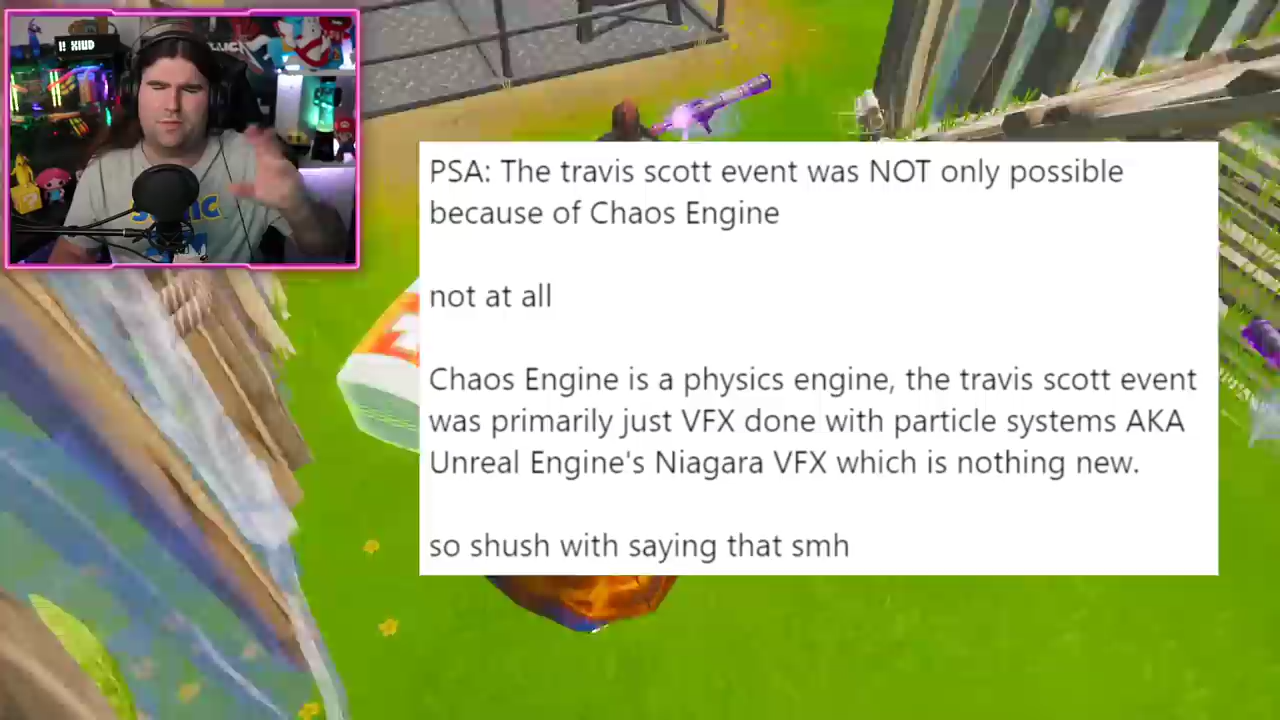 PSA: The travis scott event was NOT only possible
because of Chaos Engine
not at all
Chaos Engine is a physics engine, the travis scott event
was primarily just VFX done with particle systems AKA
Unreal Engine's Niagara VFX which is nothing new.
so shush with saying that smh